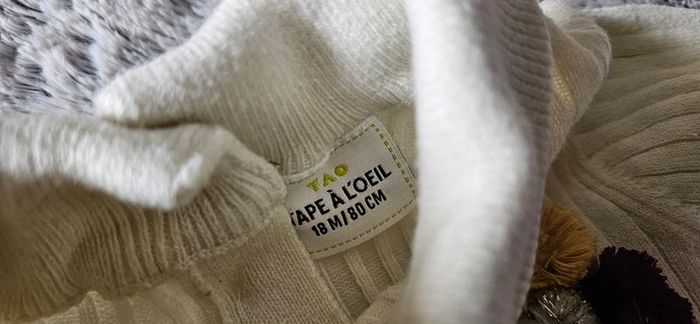 TAO
TAPE À L'OEIL
18 M/80 CM